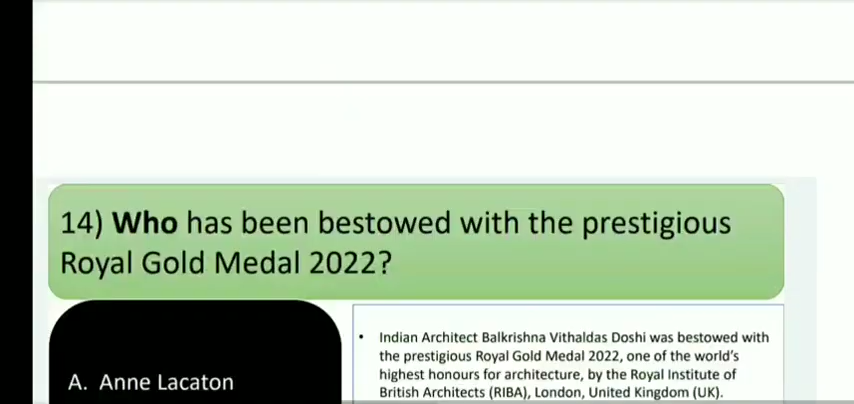 14) Who has been bestowed with the prestigious
Royal Gold Medal 2022?
A. Anne Lacaton
• Indian Architect Balkrishna Vithaldas Doshi was bestowed with
the prestigious Royal Gold Medal 2022, one of the world's
highest honours for architecture, by the Royal Institute of
British Architects (RIBA), London, United Kingdom (UK).